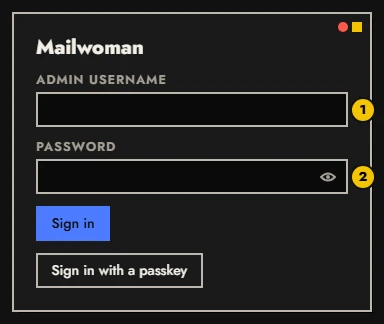 Mailwoman
ADMIN USERNAME
1
PASSWORD
2
Sign in
Sign in with a passkey